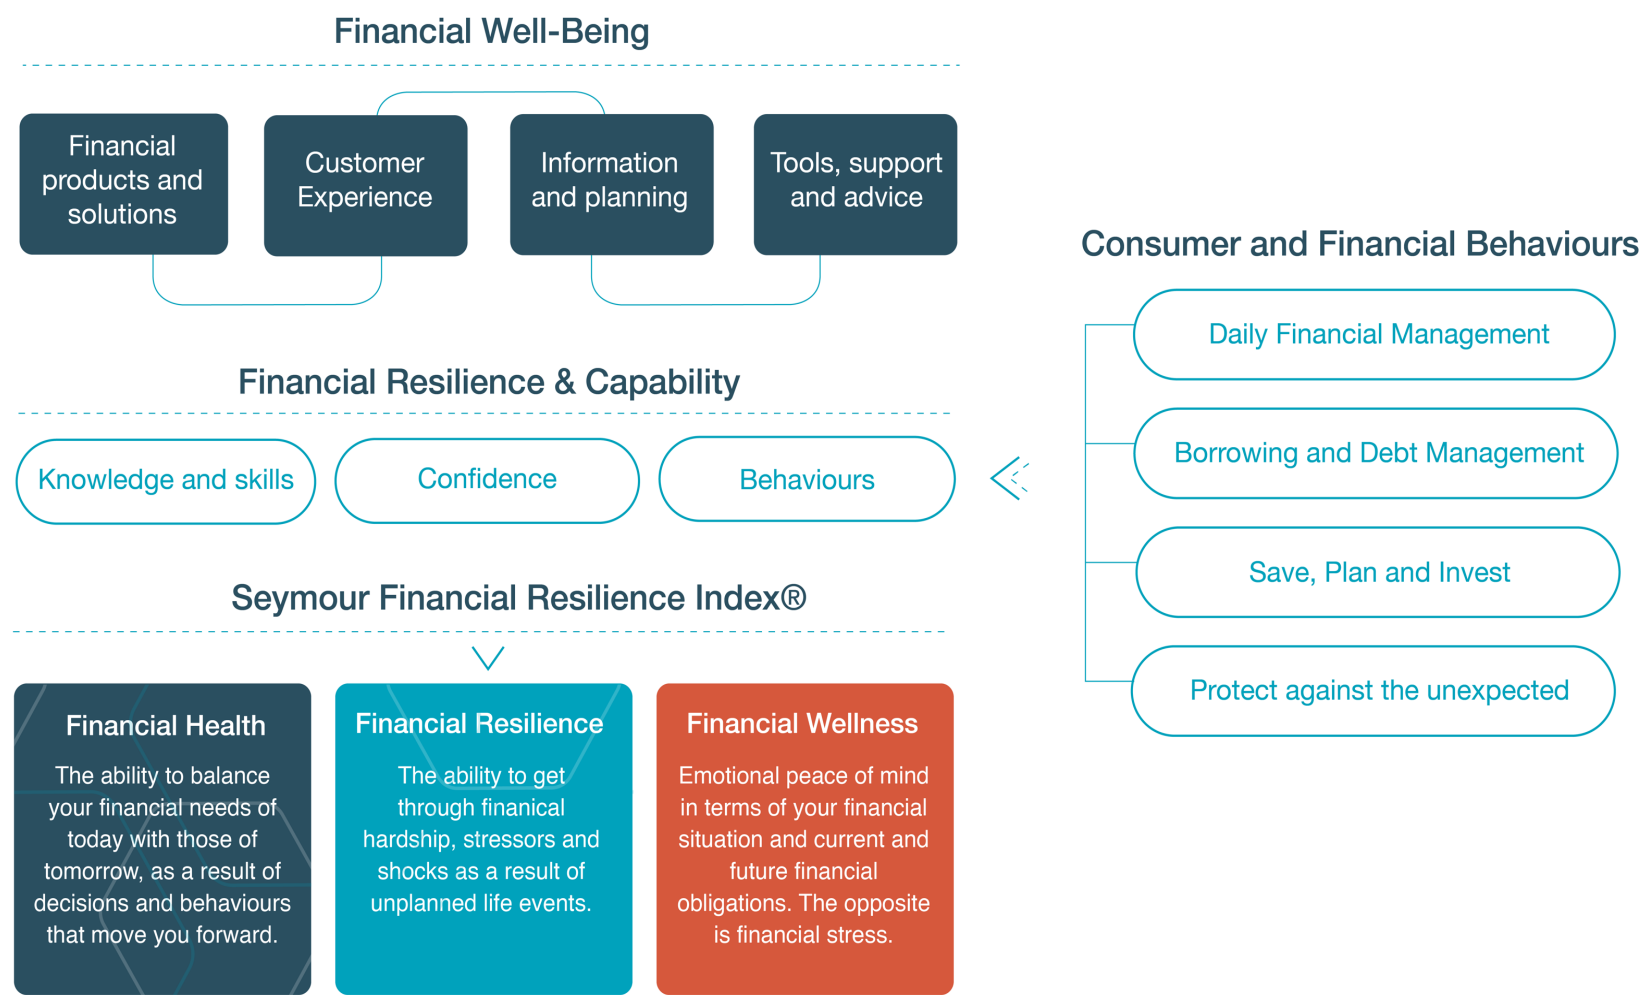 Financial Well-Being
Financial
products and
solutions
Customer
Experience
Information
and planning
Tools, support
and advice
Financial Resilience & Capability
Knowledge and skills
Confidence
Behaviours
Consumer and Financial Behaviours
Daily Financial Management
Borrowing and Debt Management
Save, Plan and Invest
Protect against the unexpected
Seymour Financial Resilience Index®
Financial Health
The ability to balance
your financial needs of
today with those of
tomorrow, as a result of
decisions and behaviours
that move you forward.
Financial Resilience
The ability to get
through finanical
hardship, stressors and
shocks as a result of
unplanned life events.
Financial Wellness
Emotional peace of mind
in terms of your financial
situation and current and
future financial
obligations. The opposite
is financial stress.